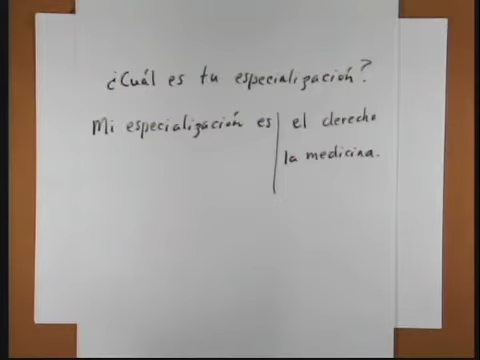 ¿Cuál es tu especialización?
Mi especialización es | el derecho
la medicina.